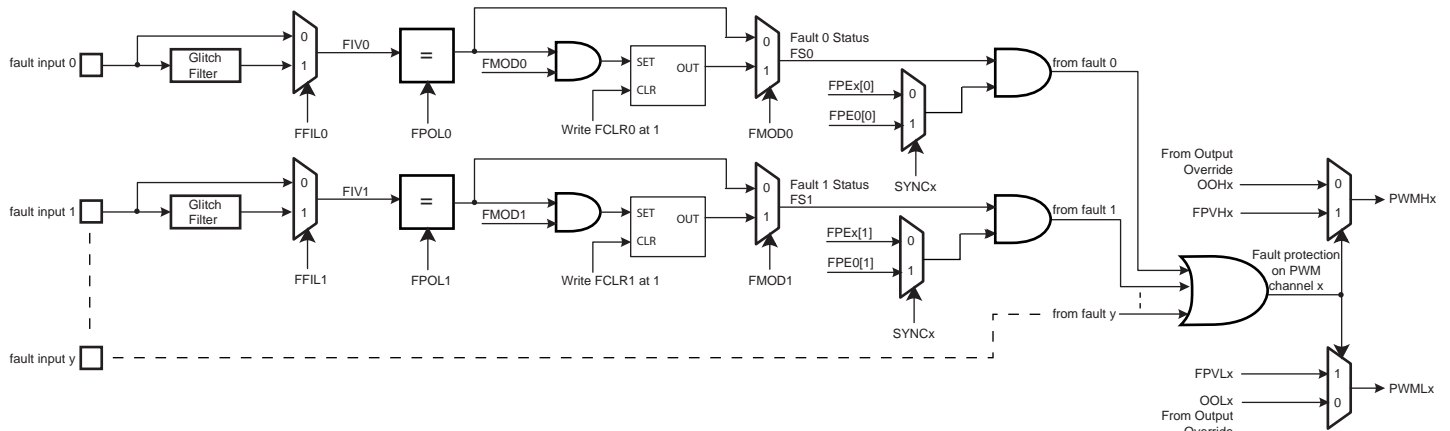 fault input 0
Glitch
Filter
0
1
FFIL0
FIV0
=
FPOL0
FMOD0
SET
OUT
CLR
Write FCLR0 at 1
0
1
FMOD0
Fault 0 Status
FS0
FPEx[0]
FPE0[0]
0
1
SYNCx
from fault 0
fault input 1
Glitch
Filter
0
1
FFIL1
FIV1
=
FPOL1
FMOD1
SET
OUT
CLR
Write FCLR1 at 1
0
1
FMOD1
Fault 1 Status
FS1
FPEx[1]
FPE0[1]
0
1
SYNCx
from fault 1
fault input y
from fault y
From Output
Override
OOHx
FPVHx
0
1
PWMHx
Fault protection
on PWM
channel x
FPVLx
OOLx
From Output
Override
1
0
PWMLx